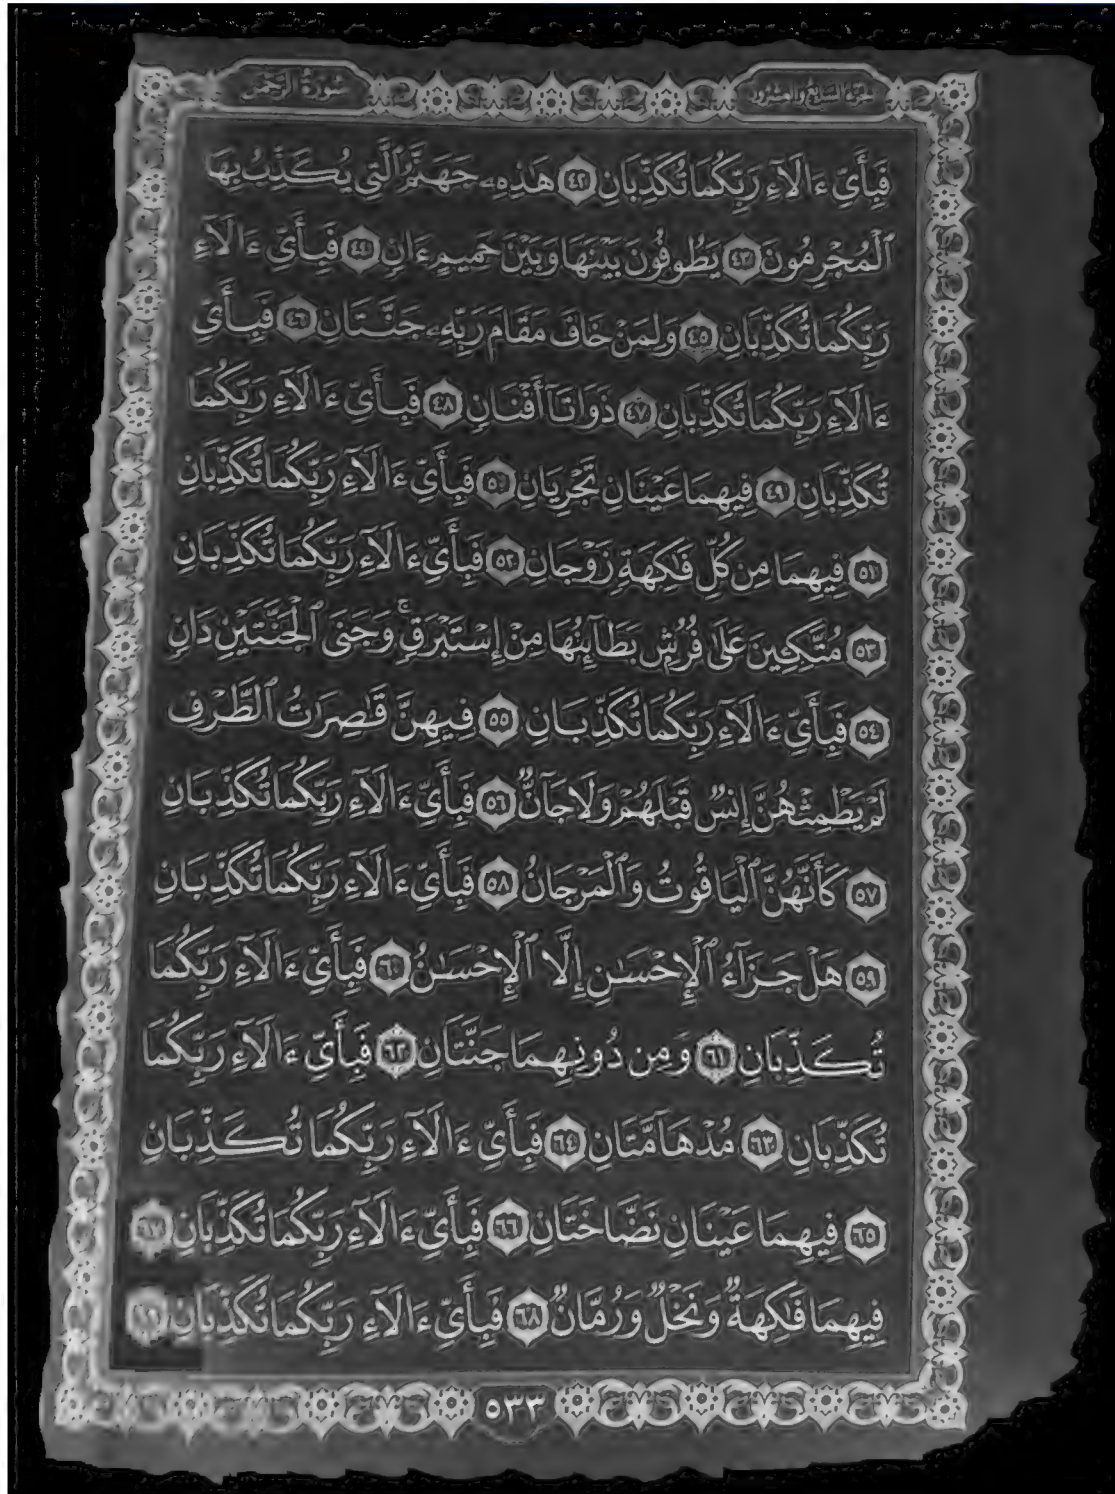 سُورَةُ الرَّحْمَٰن
الجزء السابع والعشرون
فَبِأَيِّ ءَالَآءِ رَبِّكُمَا تُكَذِّبَانِ ٤٢ هَٰذِهِۦ جَهَنَّمُ ٱلَّتِي يُكَذِّبُ بِهَا
ٱلْمُجْرِمُونَ ٤٣ يَطُوفُونَ بَيْنَهَا وَبَيْنَ حَمِيمٍ ءَانٍ ٤٤ فَبِأَيِّ ءَالَآءِ
رَبِّكُمَا تُكَذِّبَانِ ٤٥ وَلِمَنْ خَافَ مَقَامَ رَبِّهِۦ جَنَّتَانِ ٤٦ فَبِأَيِّ
ءَالَآءِ رَبِّكُمَا تُكَذِّبَانِ ٤٧ ذَوَاتَآ أَفْنَانٍ ٤٨ فَبِأَيِّ ءَالَآءِ رَبِّكُمَا
تُكَذِّبَانِ ٤٩ فِيهِمَا عَيْنَانِ تَجْرِيَانِ ٥٠ فَبِأَيِّ ءَالَآءِ رَبِّكُمَا تُكَذِّبَانِ
٥١ فِيهِمَا مِن كُلِّ فَٰكِهَةٍ زَوْجَانِ ٥٢ فَبِأَيِّ ءَالَآءِ رَبِّكُمَا تُكَذِّبَانِ
٥٣ مُتَّكِـِٔينَ عَلَىٰ فُرُشٍۭ بَطَآئِنُهَا مِنْ إِسْتَبْرَقٍۚ وَجَنَى ٱلْجَنَّتَيْنِ دَانٍ
٥٤ فَبِأَيِّ ءَالَآءِ رَبِّكُمَا تُكَذِّبَانِ ٥٥ فِيهِنَّ قَٰصِرَٰتُ ٱلطَّرْفِ
لَمْ يَطْمِثْهُنَّ إِنسٌ قَبْلَهُمْ وَلَا جَآنٌّ ٥٦ فَبِأَيِّ ءَالَآءِ رَبِّكُمَا تُكَذِّبَانِ
٥٧ كَأَنَّهُنَّ ٱلْيَاقُوتُ وَٱلْمَرْجَانُ ٥٨ فَبِأَيِّ ءَالَآءِ رَبِّكُمَا تُكَذِّبَانِ
٥٩ هَلْ جَزَآءُ ٱلْإِحْسَٰنِ إِلَّا ٱلْإِحْسَٰنُ ٦٠ فَبِأَيِّ ءَالَآءِ رَبِّكُمَا
تُكَذِّبَانِ ٦١ وَمِن دُونِهِمَا جَنَّتَانِ ٦٢ فَبِأَيِّ ءَالَآءِ رَبِّكُمَا
تُكَذِّبَانِ ٦٣ مُدْهَآمَّتَانِ ٦٤ فَبِأَيِّ ءَالَآءِ رَبِّكُمَا تُكَذِّبَانِ
٦٥ فِيهِمَا عَيْنَانِ نَضَّاخَتَانِ ٦٦ فَبِأَيِّ ءَالَآءِ رَبِّكُمَا تُكَذِّبَانِ ٦٧
فِيهِمَا فَٰكِهَةٌ وَنَخْلٌ وَرُمَّانٌ ٦٨ فَبِأَيِّ ءَالَآءِ رَبِّكُمَا تُكَذِّبَانِ ٦٩
٥٣٣